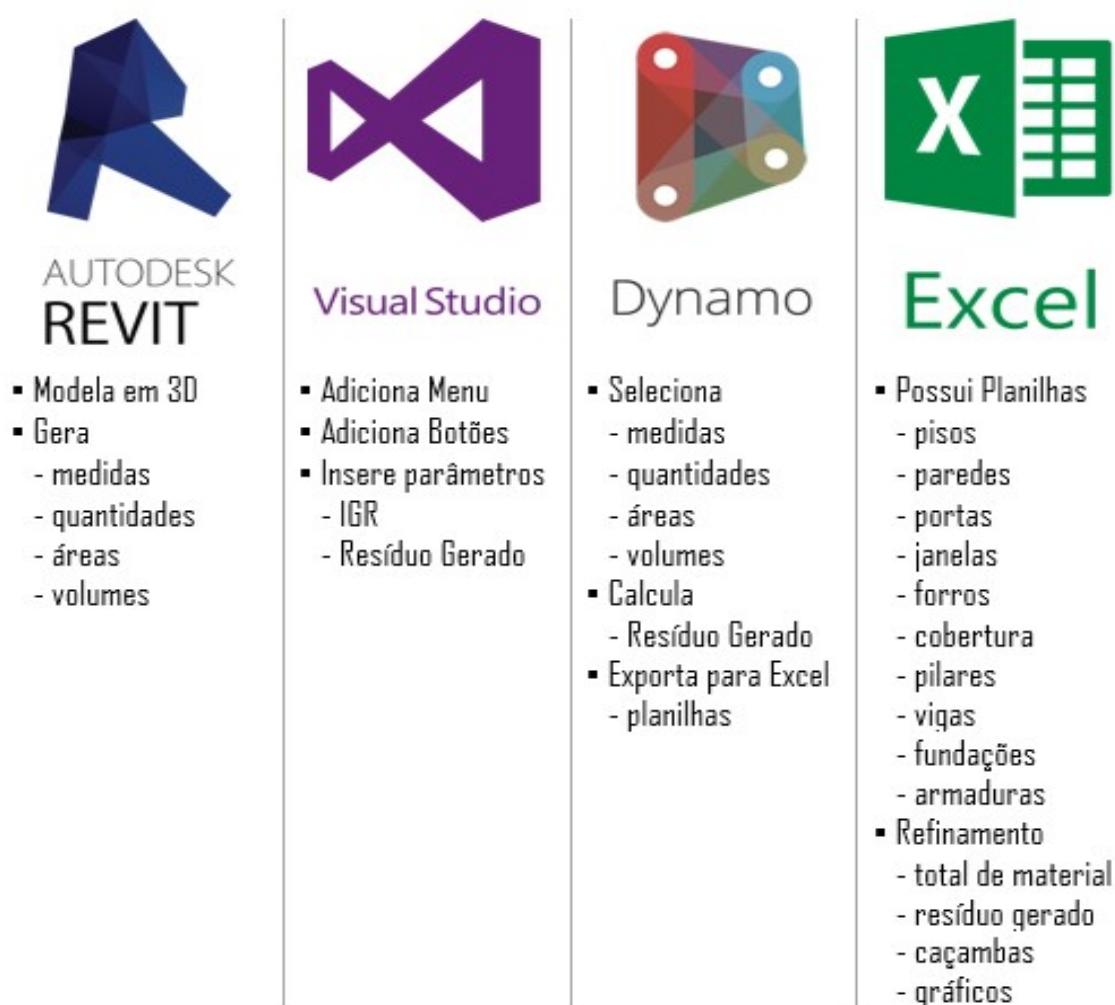 AUTODESK
REVIT
▪ Modela em 3D
▪ Gera
- medidas
- quantidades
- áreas
- volumes
Visual Studio
▪ Adiciona Menu
▪ Adiciona Botões
▪ Insere parâmetros
- IGR
- Resíduo Gerado
Dynamo
▪ Seleciona
- medidas
- quantidades
- áreas
- volumes
▪ Calcula
- Resíduo Gerado
▪ Exporta para Excel
- planilhas
X
Excel
▪ Possui Planilhas
- pisos
- paredes
- portas
- janelas
- forros
- cobertura
- pilares
- vigas
- fundações
- armaduras
▪ Refinamento
- total de material
- resíduo gerado
- caçambas
- gráficos